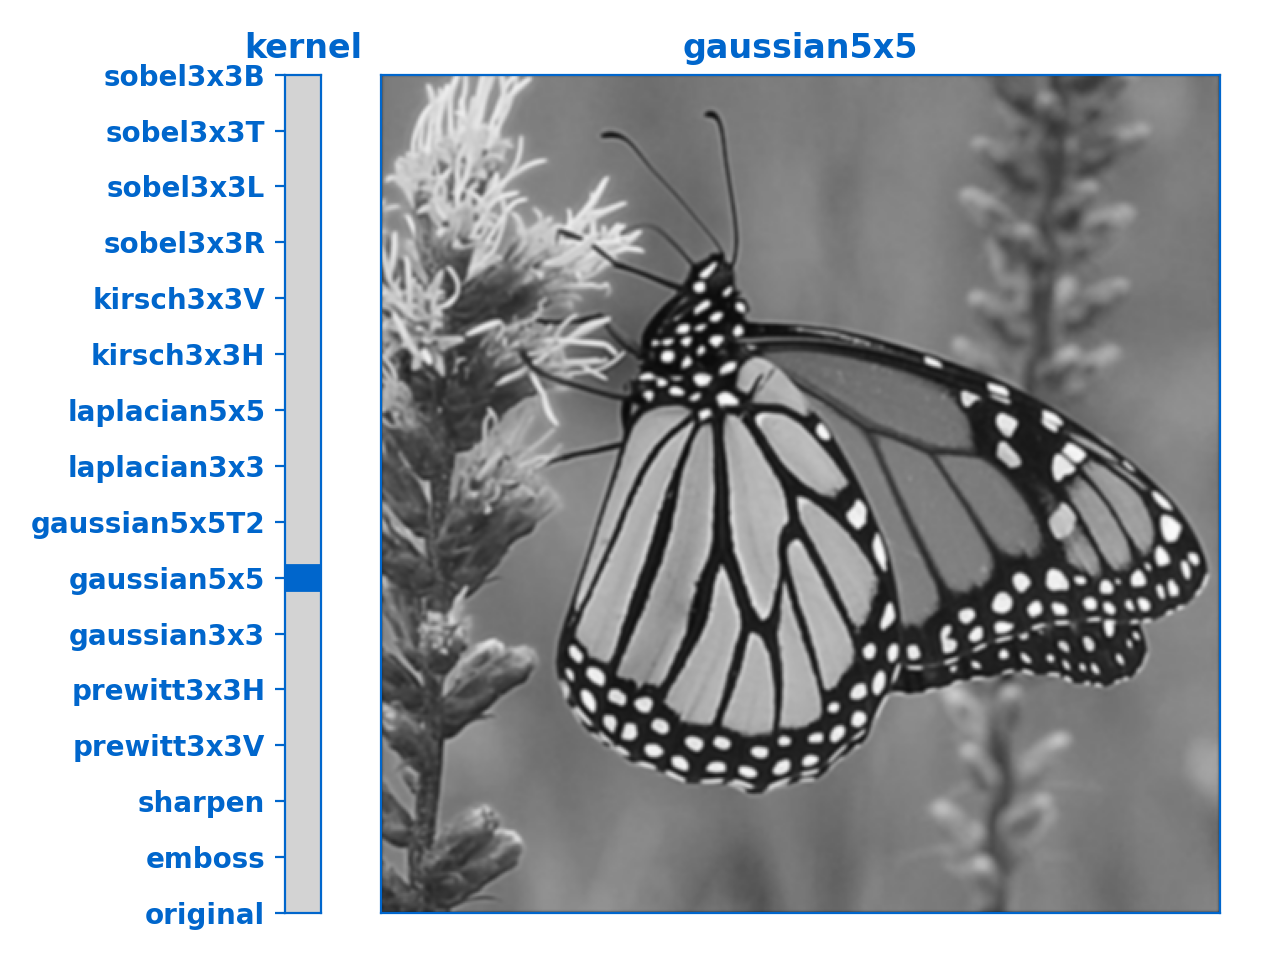 kernel
gaussian5x5
sobel3x3B
sobel3x3T
sobel3x3L
sobel3x3R
kirsch3x3V
kirsch3x3H
laplacian5x5
laplacian3x3
gaussian5x5T2
gaussian5x5
gaussian3x3
prewitt3x3H
prewitt3x3V
sharpen
emboss
original